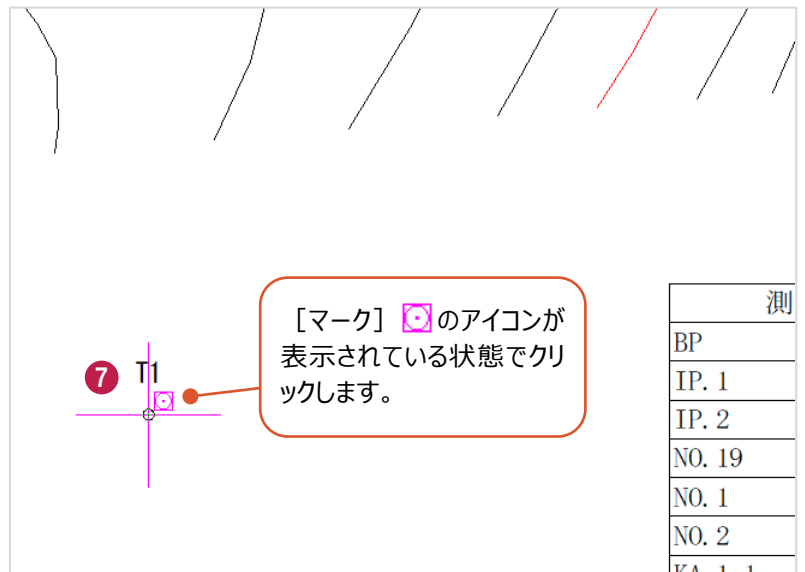 ［マーク］のアイコンが
表示されている状態でクリ
ックします。
7 T1
測
BP
IP. 1
IP. 2
NO. 19
NO. 1
NO. 2